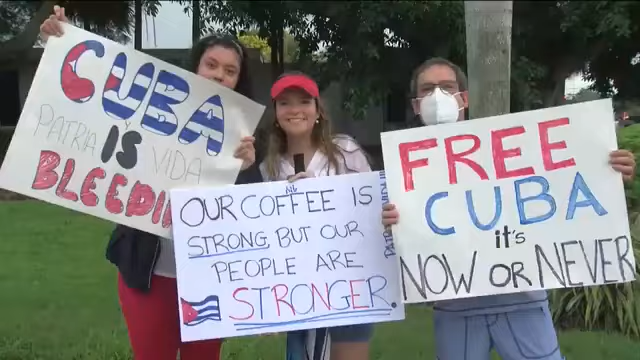 CUBA
PATRIA Y VIDA
IS
BLEEDIN
OUR COFFEE IS
STRONG BUT OUR
PEOPLE ARE
STRONGER.
FREE
CUBA
it's
NOW OR NEVER